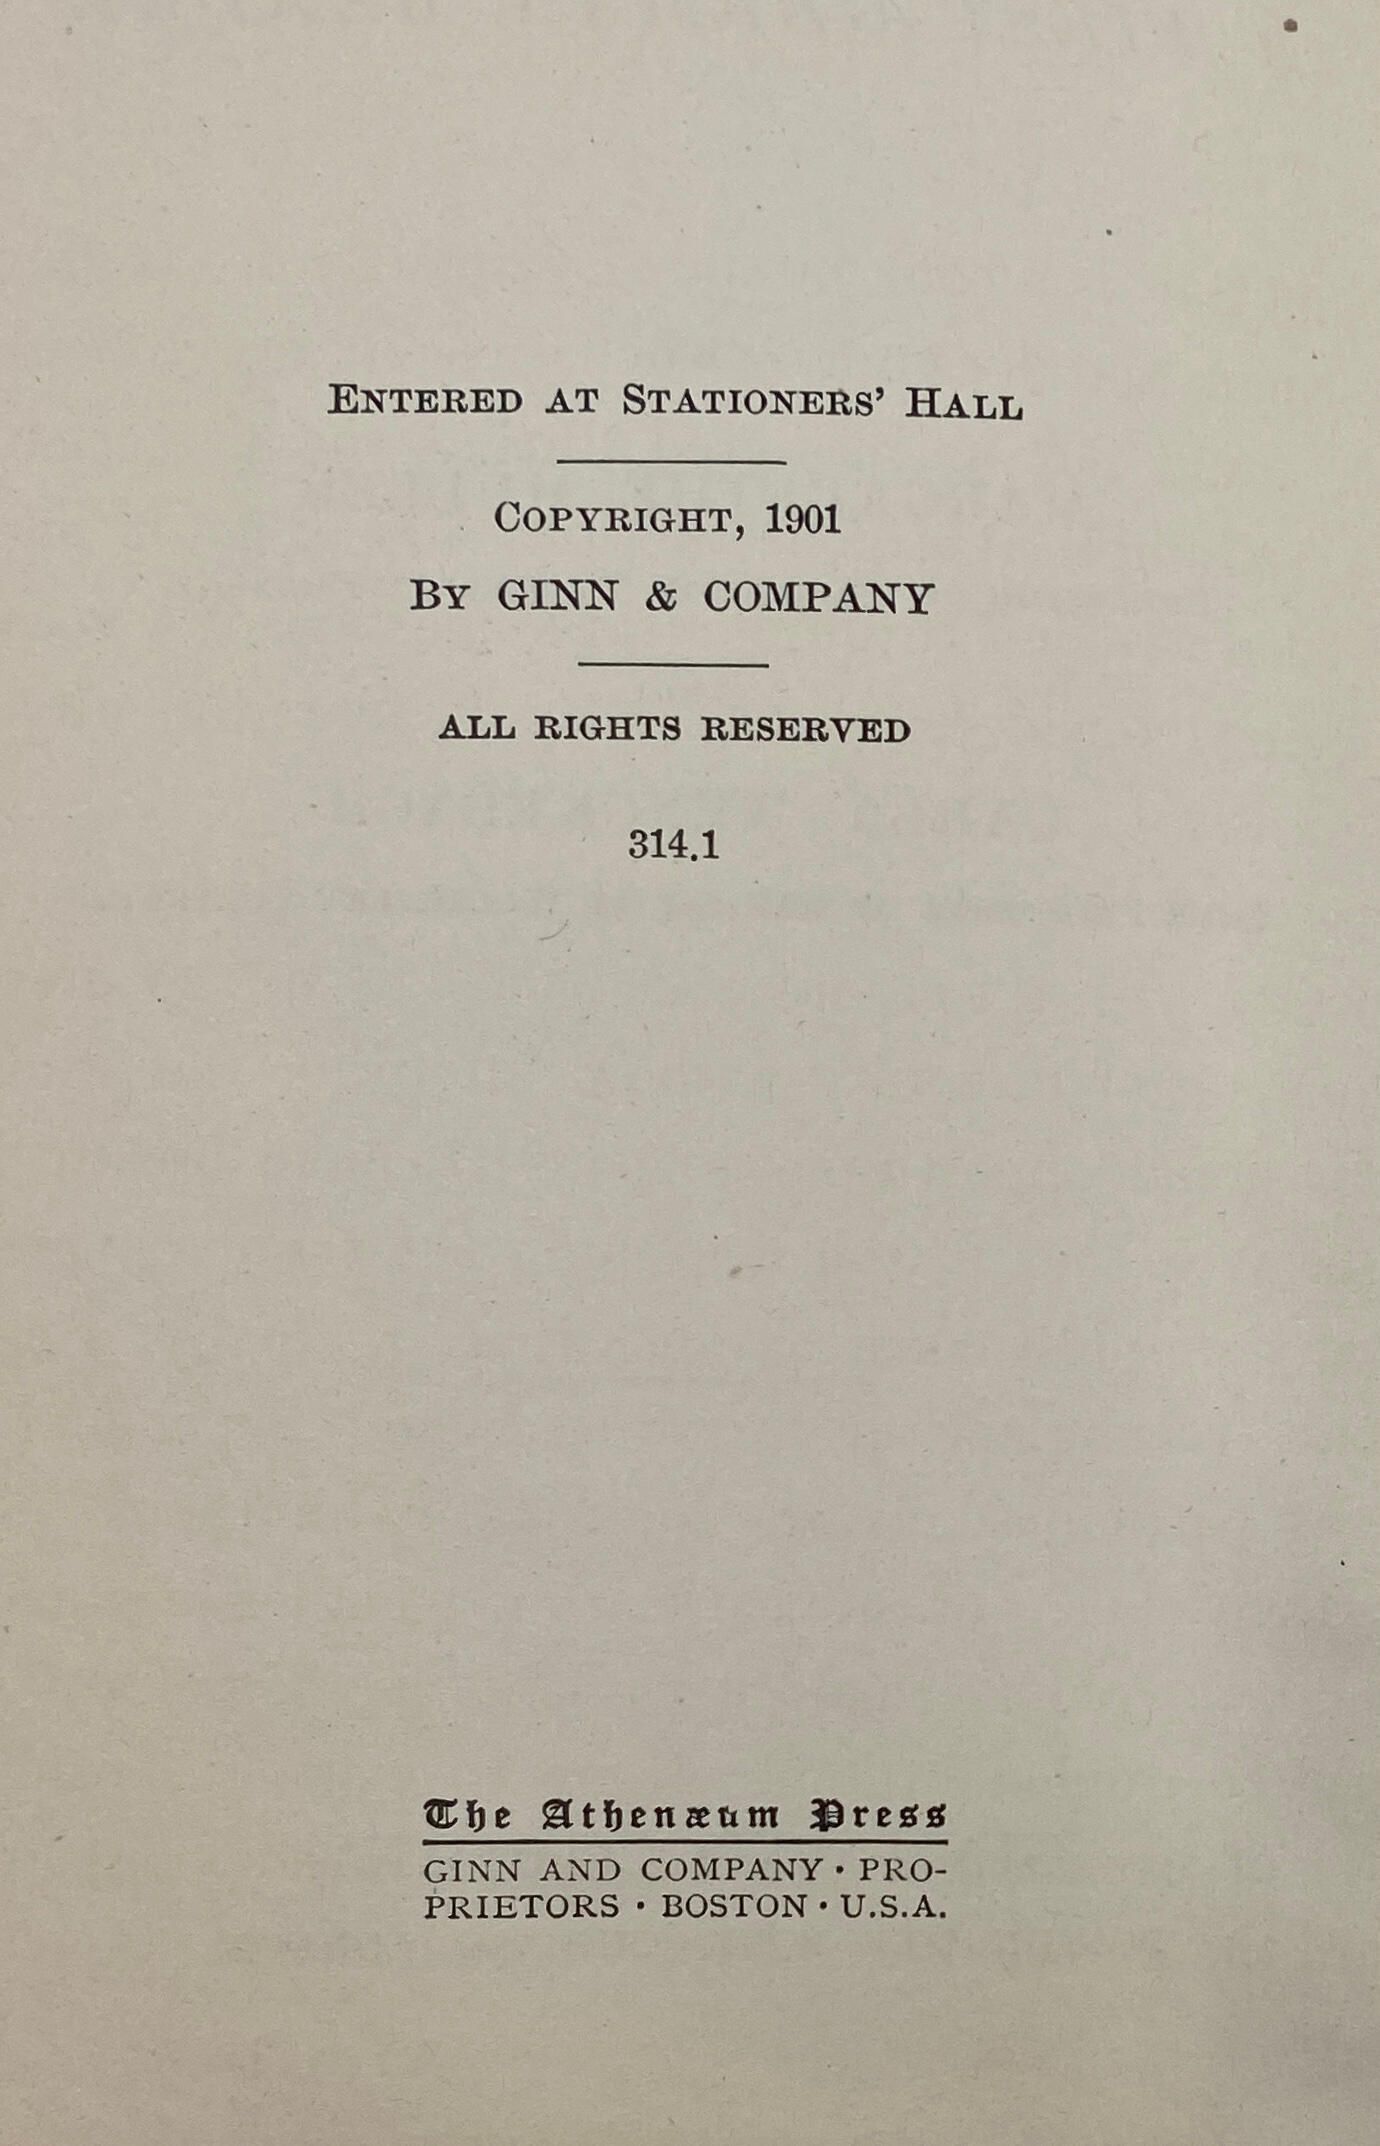 ENTERED AT STATIONERS' HALL
COPYRIGHT, 1901
BY GINN & COMPANY
ALL RIGHTS RESERVED
314.1
The Athenæum Press
GINN AND COMPANY · PRO-
PRIETORS · BOSTON · U.S.A.